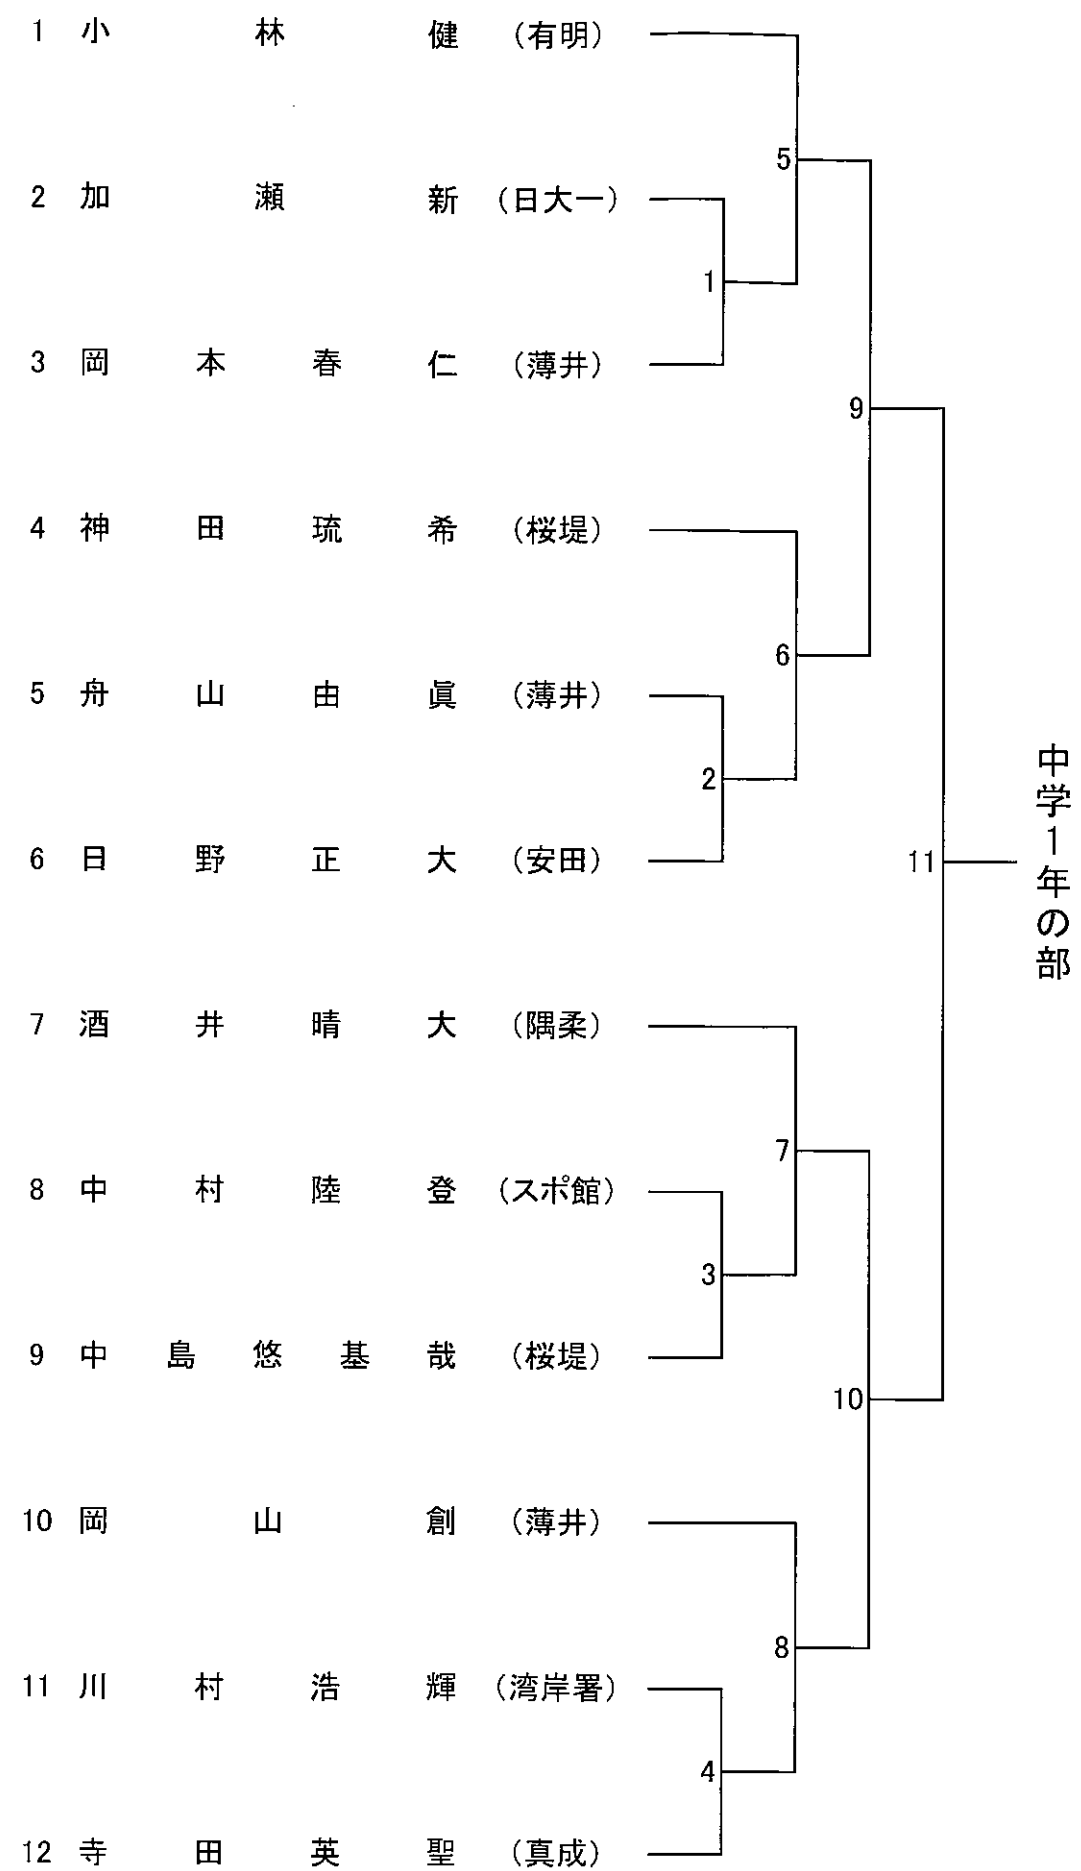 1 小林健 (有明)
2 加瀬新 (日大一)
3 岡本春仁 (薄井)
4 神田琉希 (桜堤)
5 舟山由眞 (薄井)
6 日野正大 (安田)
7 酒井晴大 (隅柔)
8 中村陸登 (スポ館)
9 中島悠基哉 (桜堤)
10 岡山創 (薄井)
11 川村浩輝 (湾岸署)
12 寺田英聖 (真成)
1
2
3
4
5
6
7
8
9
10
11
中学1年の部